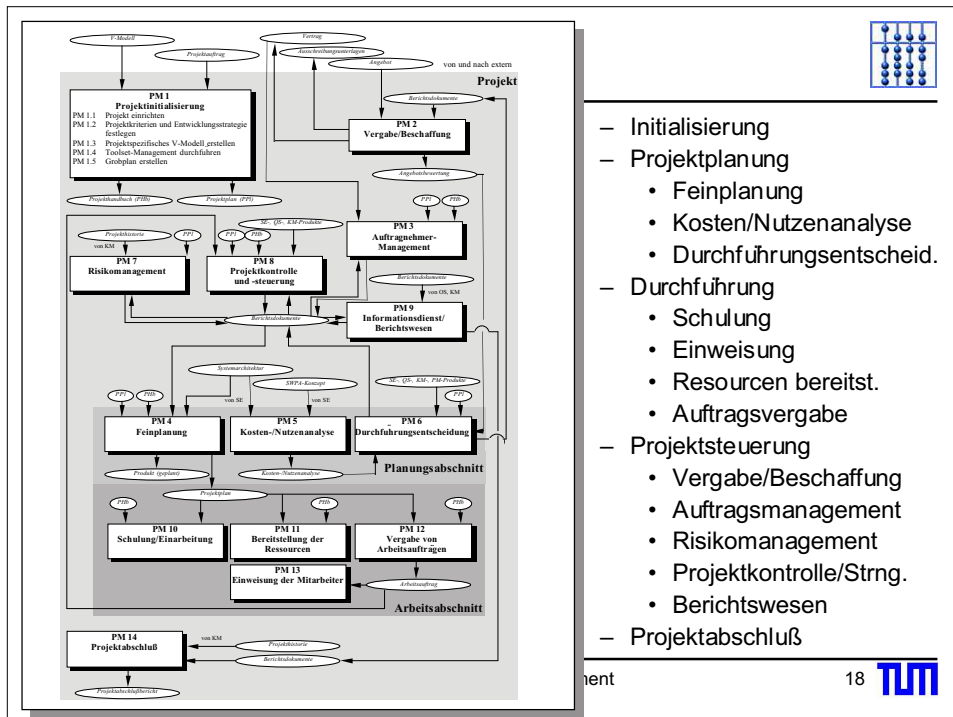 V-Modell
Projektauftrag
Vertrag
Ausschreibungsunterlagen
Angebot
von und nach extern
Projekt
PM 1
Projektinitialisierung
PM 1.1 Projekt einrichten
PM 1.2 Projektkriterien und Entwicklungsstrategie
festlegen
PM 1.3 Projektspezifisches V-Modell erstellen
PM 1.4 Toolset-Management durchführen
PM 1.5 Grobplan erstellen
Berichtsdokumente
PM 2
Vergabe/Beschaffung
Angebotsbewertung
Projekthandbuch (PHb)
Projektplan (PPl)
PPl
PHb
PM 3
Auftragnehmer-
Management
Projekthistorie
von KM
PPl
PPl
PHb
SE-, QS-, KM-Produkte
PM 7
Risikomanagement
PM 8
Projektkontrolle
und -steuerung
Berichtsdokumente
von QS, KM
PM 9
Informationsdienst/
Berichtswesen
Berichtsdokumente
Systemarchitektur
SWPA-Konzept
SE-, QS-, KM-, PM-Produkte
PPl
PHb
von SE
von SE
PPl
PM 4
Feinplanung
PM 5
Kosten-/Nutzenanalyse
PM 6
Durchführungsentscheidung
Produkt (geplant)
Kosten-/Nutzenanalyse
Planungsabschnitt
Projektplan
PHb
PHb
PHb
PM 10
Schulung/Einarbeitung
PM 11
Bereitstellung der
Ressourcen
PM 12
Vergabe von
Arbeitsaufträgen
PM 13
Einweisung der Mitarbeiter
Arbeitsauftrag
Arbeitsabschnitt
PM 14
Projektabschluß
von KM
Projekthistorie
Berichtsdokumente
Projektabschlußbericht
– Initialisierung
– Projektplanung
• Feinplanung
• Kosten/Nutzenanalyse
• Durchführungsentscheid.
– Durchführung
• Schulung
• Einweisung
• Resourcen bereitst.
• Auftragsvergabe
– Projektsteuerung
• Vergabe/Beschaffung
• Auftragsmanagement
• Risikomanagement
• Projektkontrolle/Strng.
• Berichtswesen
– Projektabschluß
ment
18
TUM